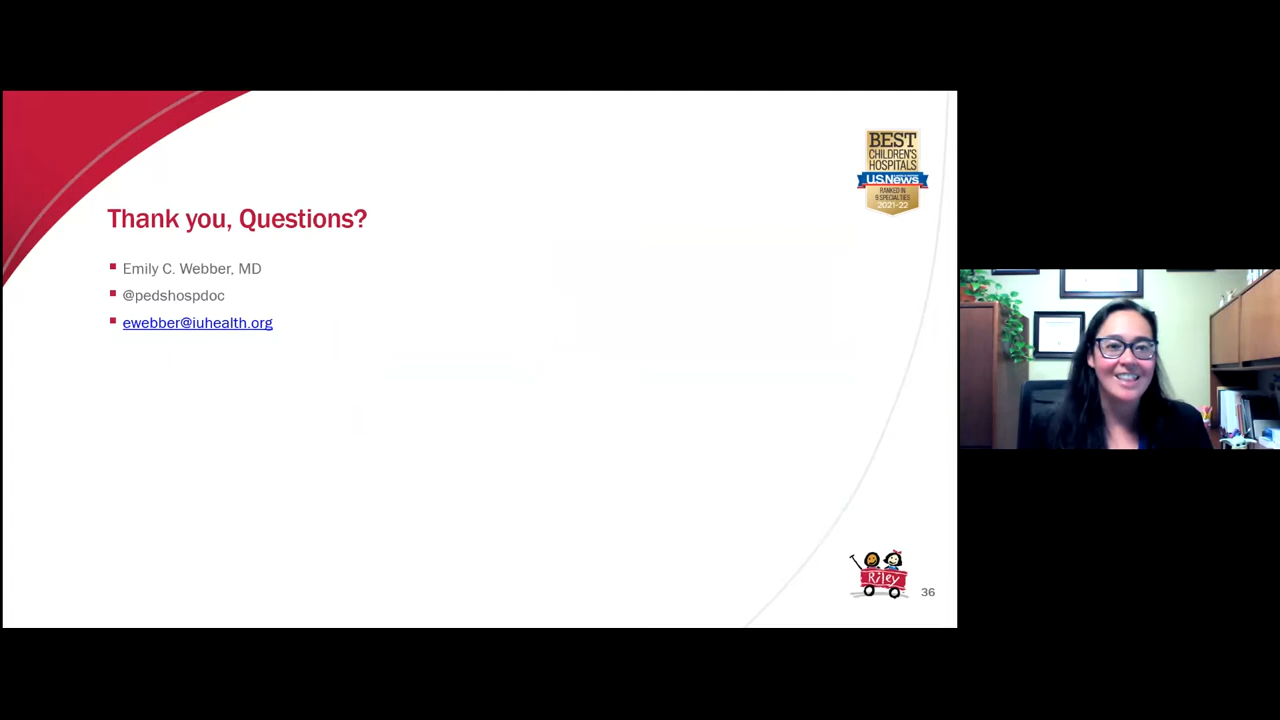 BEST
CHILDREN'S
HOSPITALS
U.S.News
RANKED IN
9 SPECIALTIES
2021-22
Thank you, Questions?
Emily C. Webber, MD
@pedshospdoc
ewebber@iuhealth.org
Riley
36